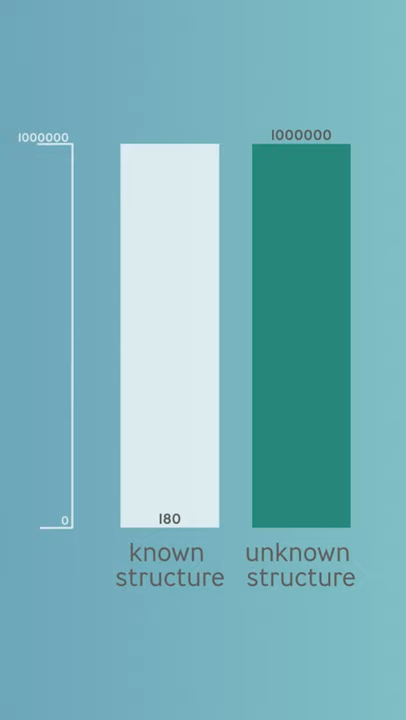 1000000
1000000
180
0
known
structure
unknown
structure